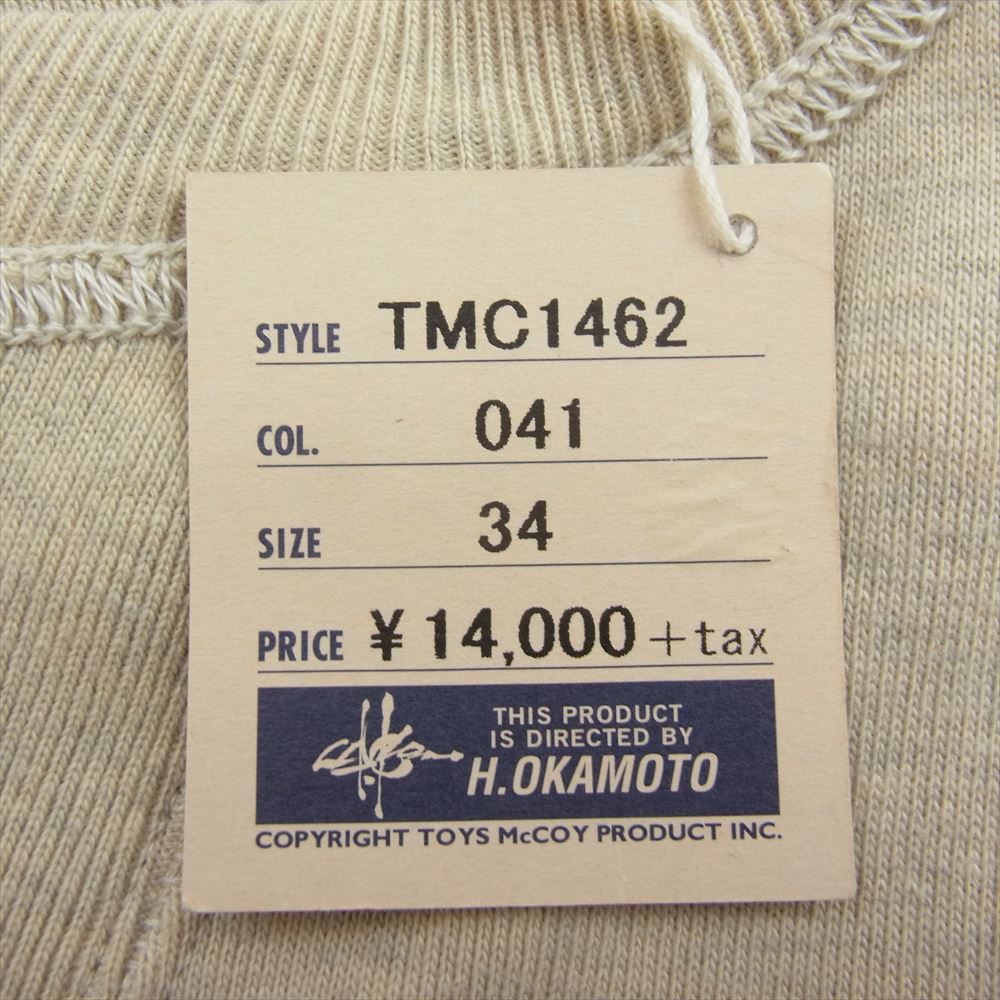 STYLE TMC1462
COL. 041
SIZE 34
PRICE ¥14,000+tax
THIS PRODUCT
IS DIRECTED BY
H.OKAMOTO
COPYRIGHT TOYS McCOY PRODUCT INC.